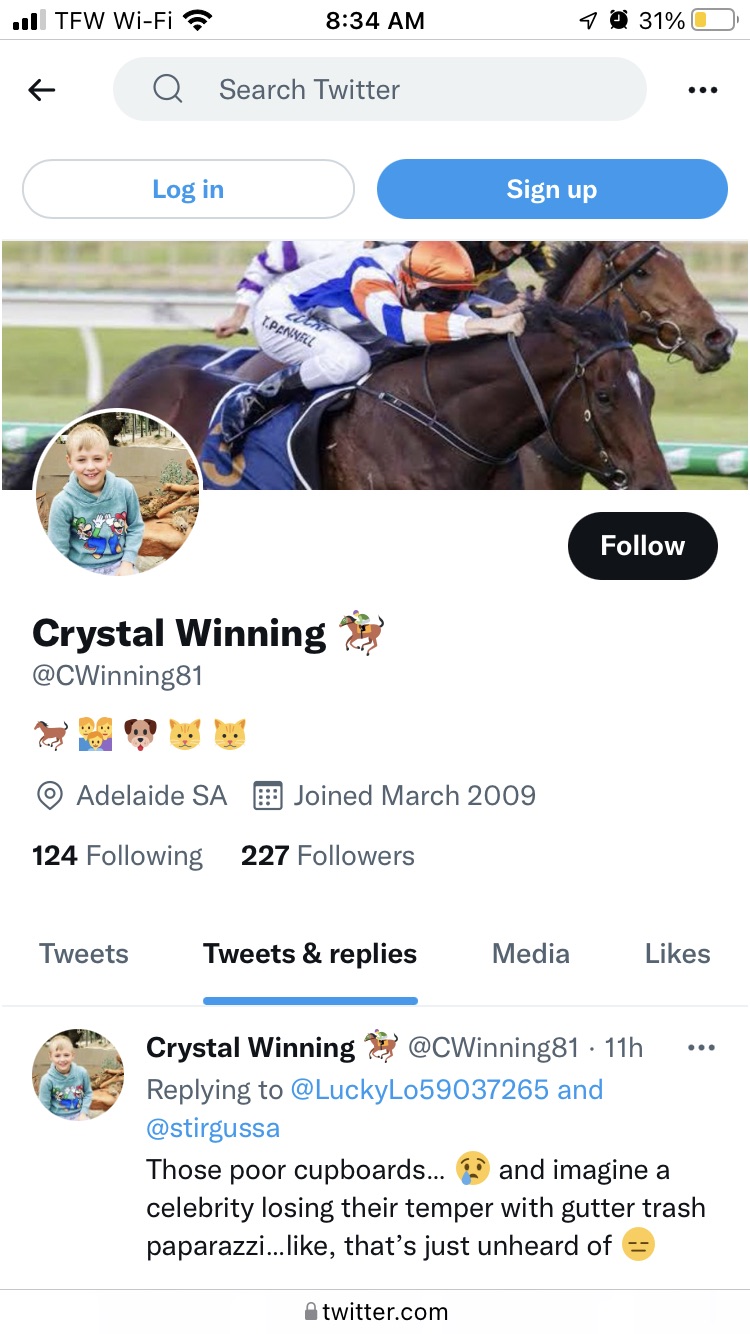 TFW Wi-Fi 8:34 AM 31%
Search Twitter
Log in Sign up
T.PANNELL
3
Follow
Crystal Winning 🏇
@CWinning81
🐎 👨‍👩‍👦 🐶 🐱 🐱
Adelaide SA Joined March 2009
124 Following 227 Followers
Tweets Tweets & replies Media Likes
Crystal Winning 🏇 @CWinning81 · 11h
Replying to @LuckyLo59037265 and
@stirgussa
Those poor cupboards... 😢 and imagine a
celebrity losing their temper with gutter trash
paparazzi...like, that's just unheard of 😑
twitter.com